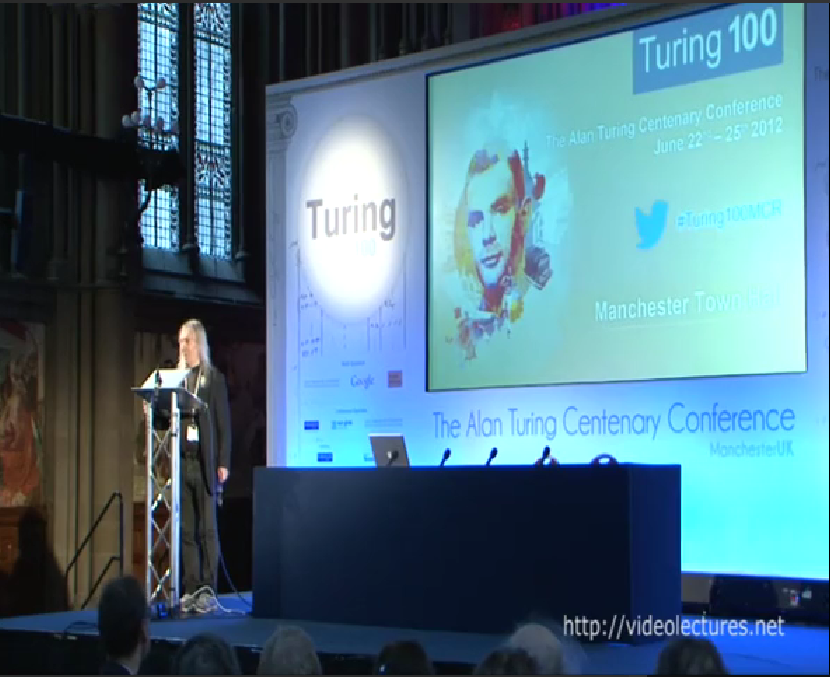 Turing 100
The Alan Turing Centenary Conference
June 22nd – 25th 2012
#Turing100MCR
Manchester Town Hall
Turing
100
Google
The Alan Turing Centenary Conference
ManchesterUK
http://videolectures.net